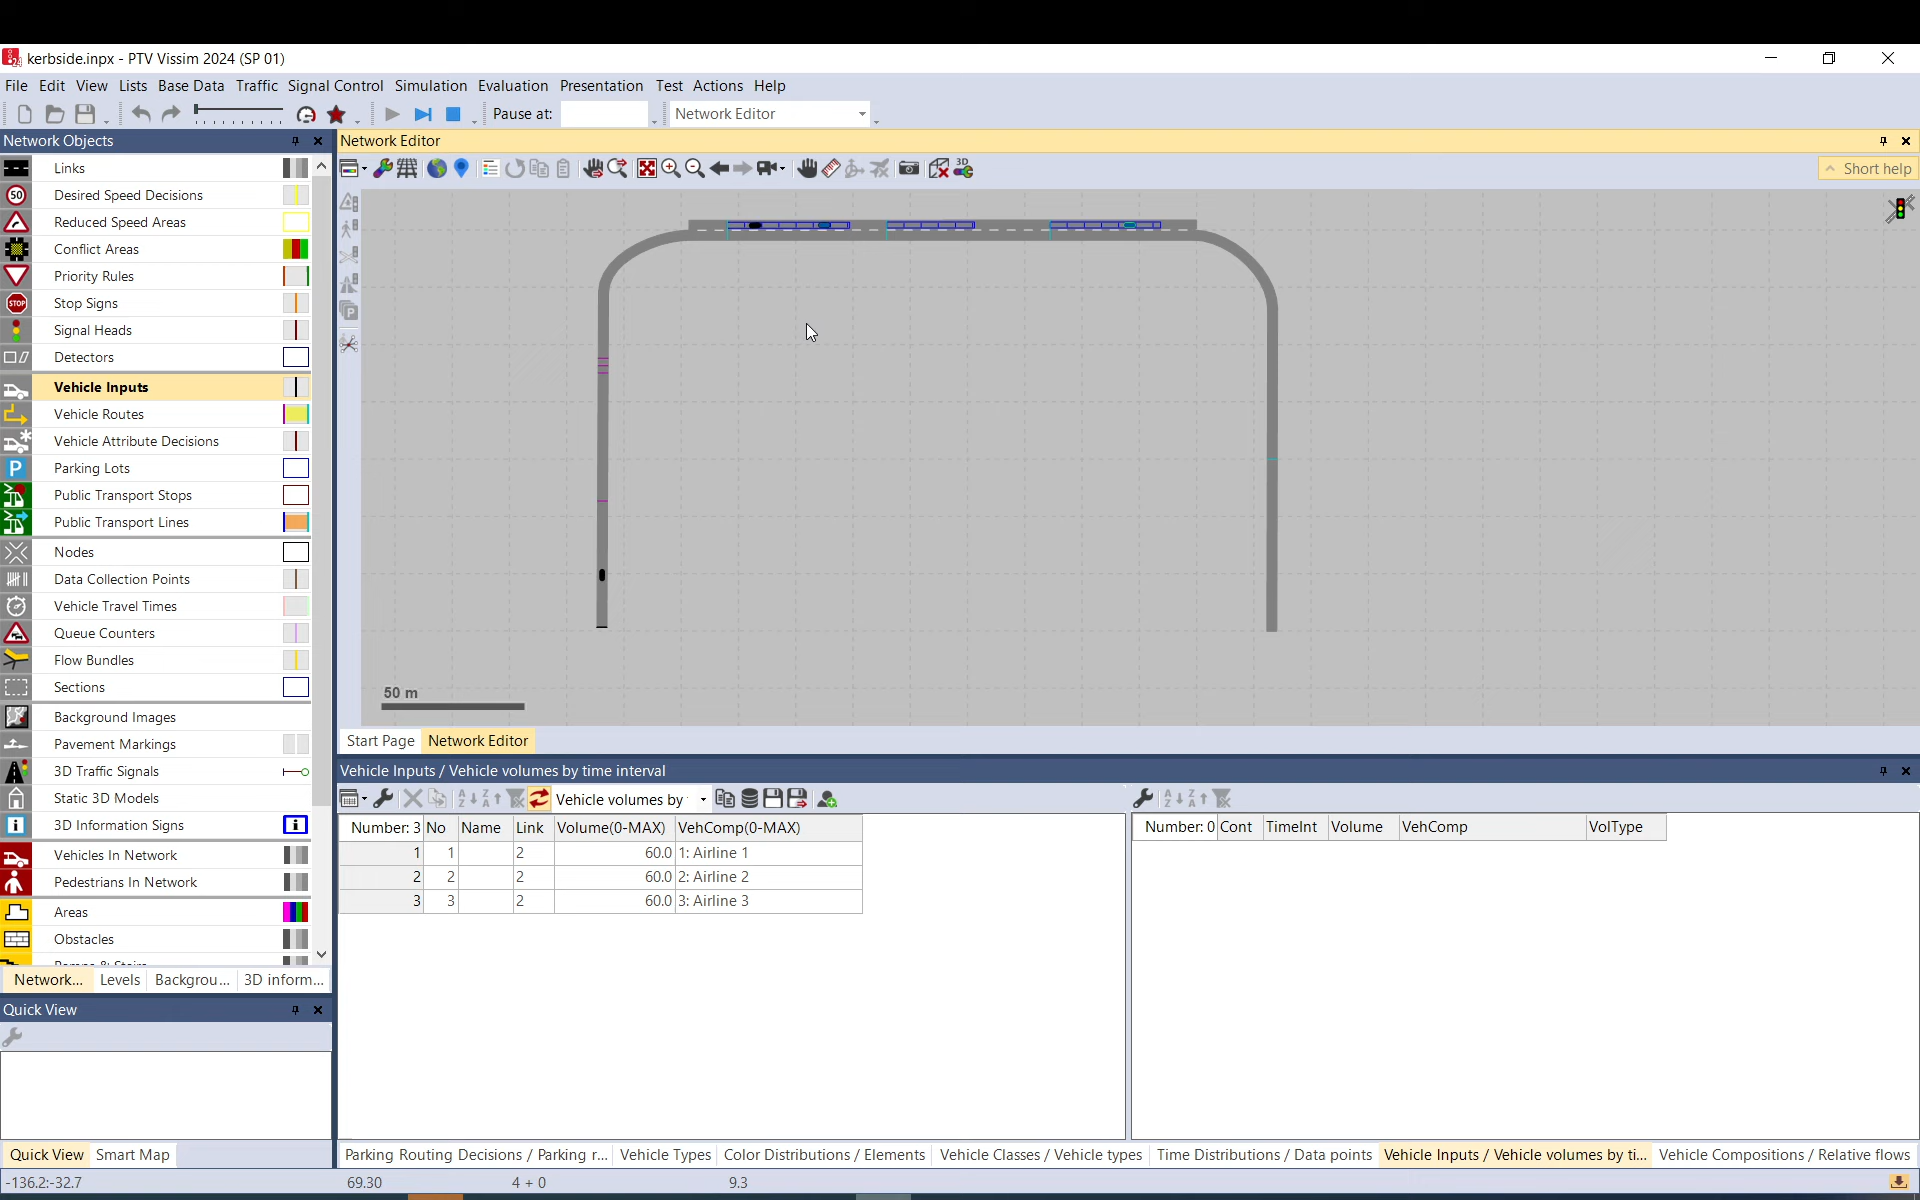 kerbside.inpx - PTV Vissim 2024 (SP 01)
File Edit View Lists Base Data Traffic Signal Control Simulation Evaluation Presentation Test Actions Help
Pause at: Network Editor
Network Objects
Network Editor
Short help
Links
50 Desired Speed Decisions
Reduced Speed Areas
Conflict Areas
Priority Rules
STOP Stop Signs
Signal Heads
Detectors
Vehicle Inputs
Vehicle Routes
Vehicle Attribute Decisions
P Parking Lots
Public Transport Stops
Public Transport Lines
Nodes
Data Collection Points
Vehicle Travel Times
Queue Counters
Flow Bundles
Sections
Background Images
Pavement Markings
3D Traffic Signals
Static 3D Models
3D Information Signs
Vehicles In Network
Pedestrians In Network
Areas
Obstacles
Network... Levels Backgrou... 3D inform...
Quick View
Quick View Smart Map
50 m
Start Page Network Editor
Vehicle Inputs / Vehicle volumes by time interval
Vehicle volumes by
Number: 3 No Name Link Volume(0-MAX) VehComp(0-MAX)
1 1 2 60.0 1: Airline 1
2 2 2 60.0 2: Airline 2
3 3 2 60.0 3: Airline 3
Number: 0 Cont TimeInt Volume VehComp VolType
Parking Routing Decisions / Parking r... Vehicle Types Color Distributions / Elements Vehicle Classes / Vehicle types Time Distributions / Data points Vehicle Inputs / Vehicle volumes by ti... Vehicle Compositions / Relative flows
-136.2:-32.7 69.30 4 + 0 9.3